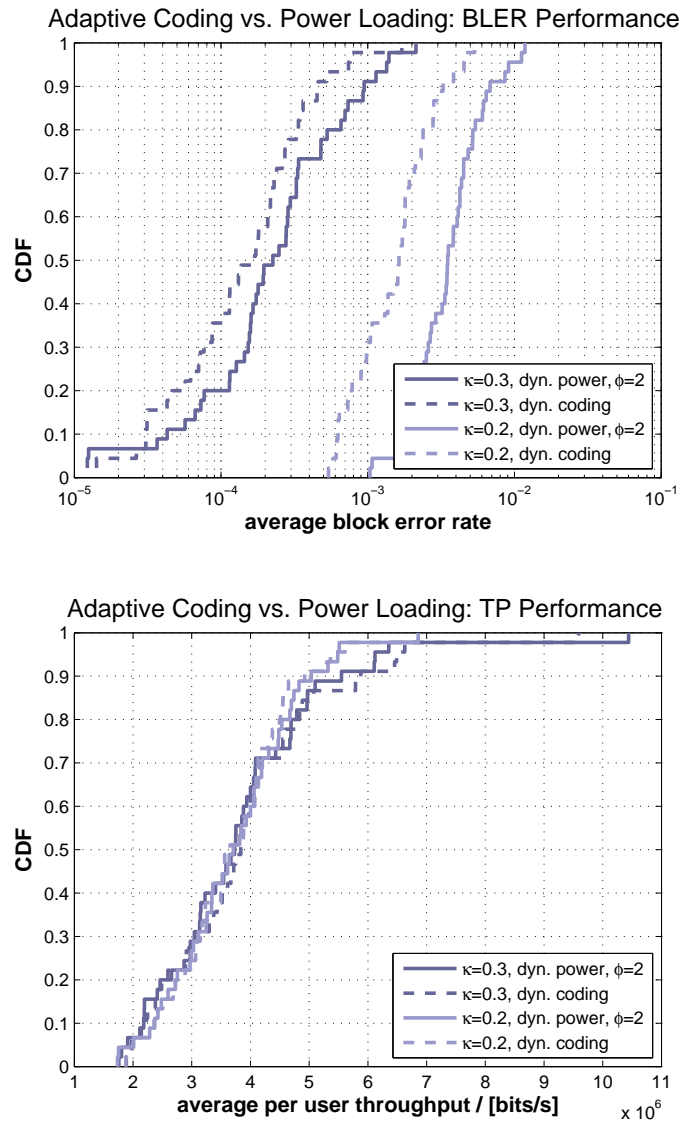 Adaptive Coding vs. Power Loading: BLER Performance
1
0.9
0.8
0.7
0.6
0.5
0.4
0.3
0.2
0.1
0
CDF
κ=0.3, dyn. power, ϕ=2
κ=0.3, dyn. coding
κ=0.2, dyn. power, ϕ=2
κ=0.2, dyn. coding
10⁻⁵ 10⁻⁴ 10⁻³ 10⁻² 10⁻¹
average block error rate
Adaptive Coding vs. Power Loading: TP Performance
1
0.9
0.8
0.7
0.6
0.5
0.4
0.3
0.2
0.1
0
CDF
κ=0.3, dyn. power, ϕ=2
κ=0.3, dyn. coding
κ=0.2, dyn. power, ϕ=2
κ=0.2, dyn. coding
1 2 3 4 5 6 7 8 9 10 11
average per user throughput / [bits/s]
x 10⁶